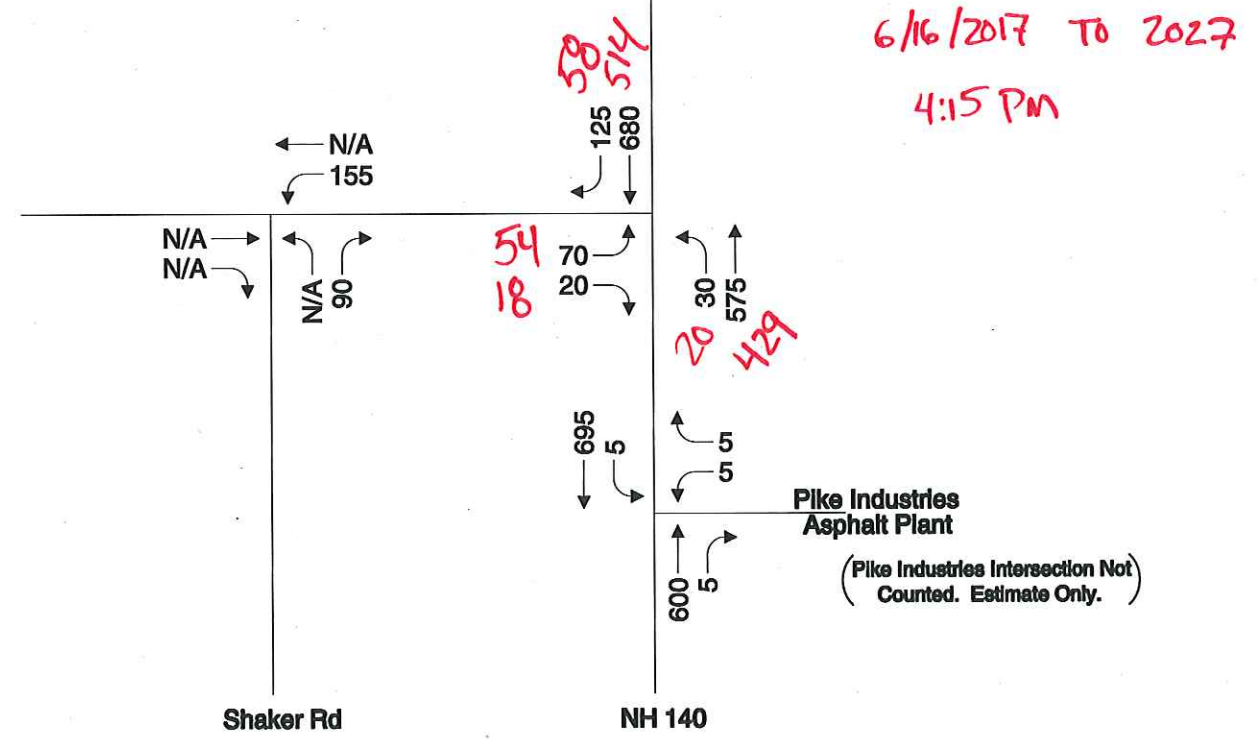 6/16/2017 TO 2027
4:15 PM
514
125
680
N/A
155
N/A
N/A
N/A
90
54
70
18
20
30
575
20
429
695
5
5
5
Pike Industries
Asphalt Plant
600
5
(Pike Industries Intersection Not
Counted. Estimate Only.)
Shaker Rd
NH 140